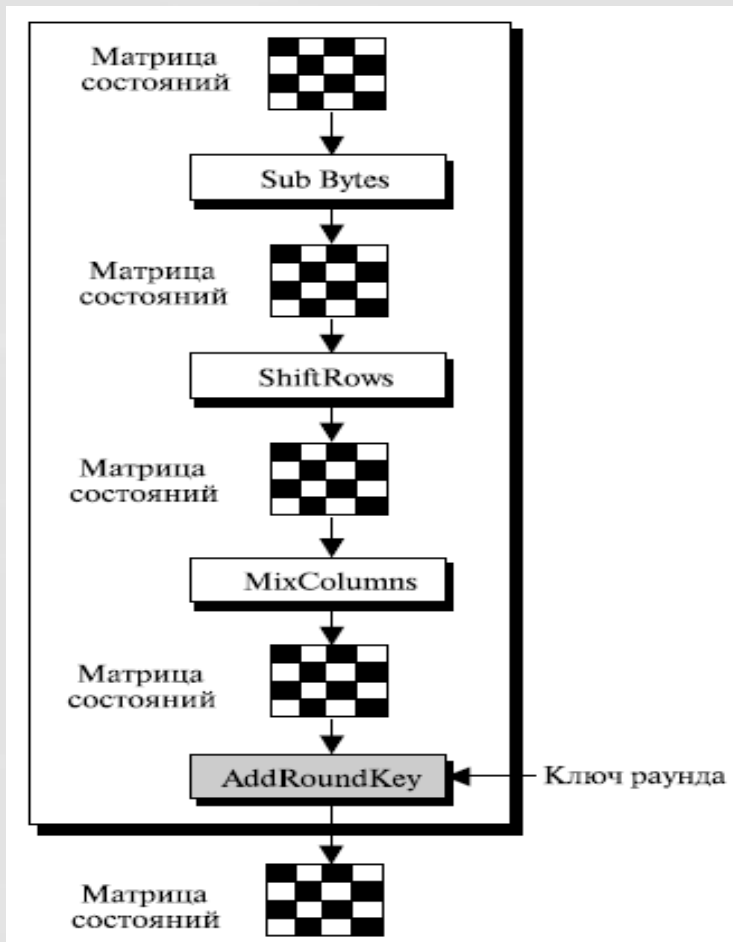 Матрица
состояний
Sub Bytes
Матрица
состояний
ShiftRows
Матрица
состояний
MixColumns
Матрица
состояний
AddRoundKey
Ключ раунда
Матрица
состояний